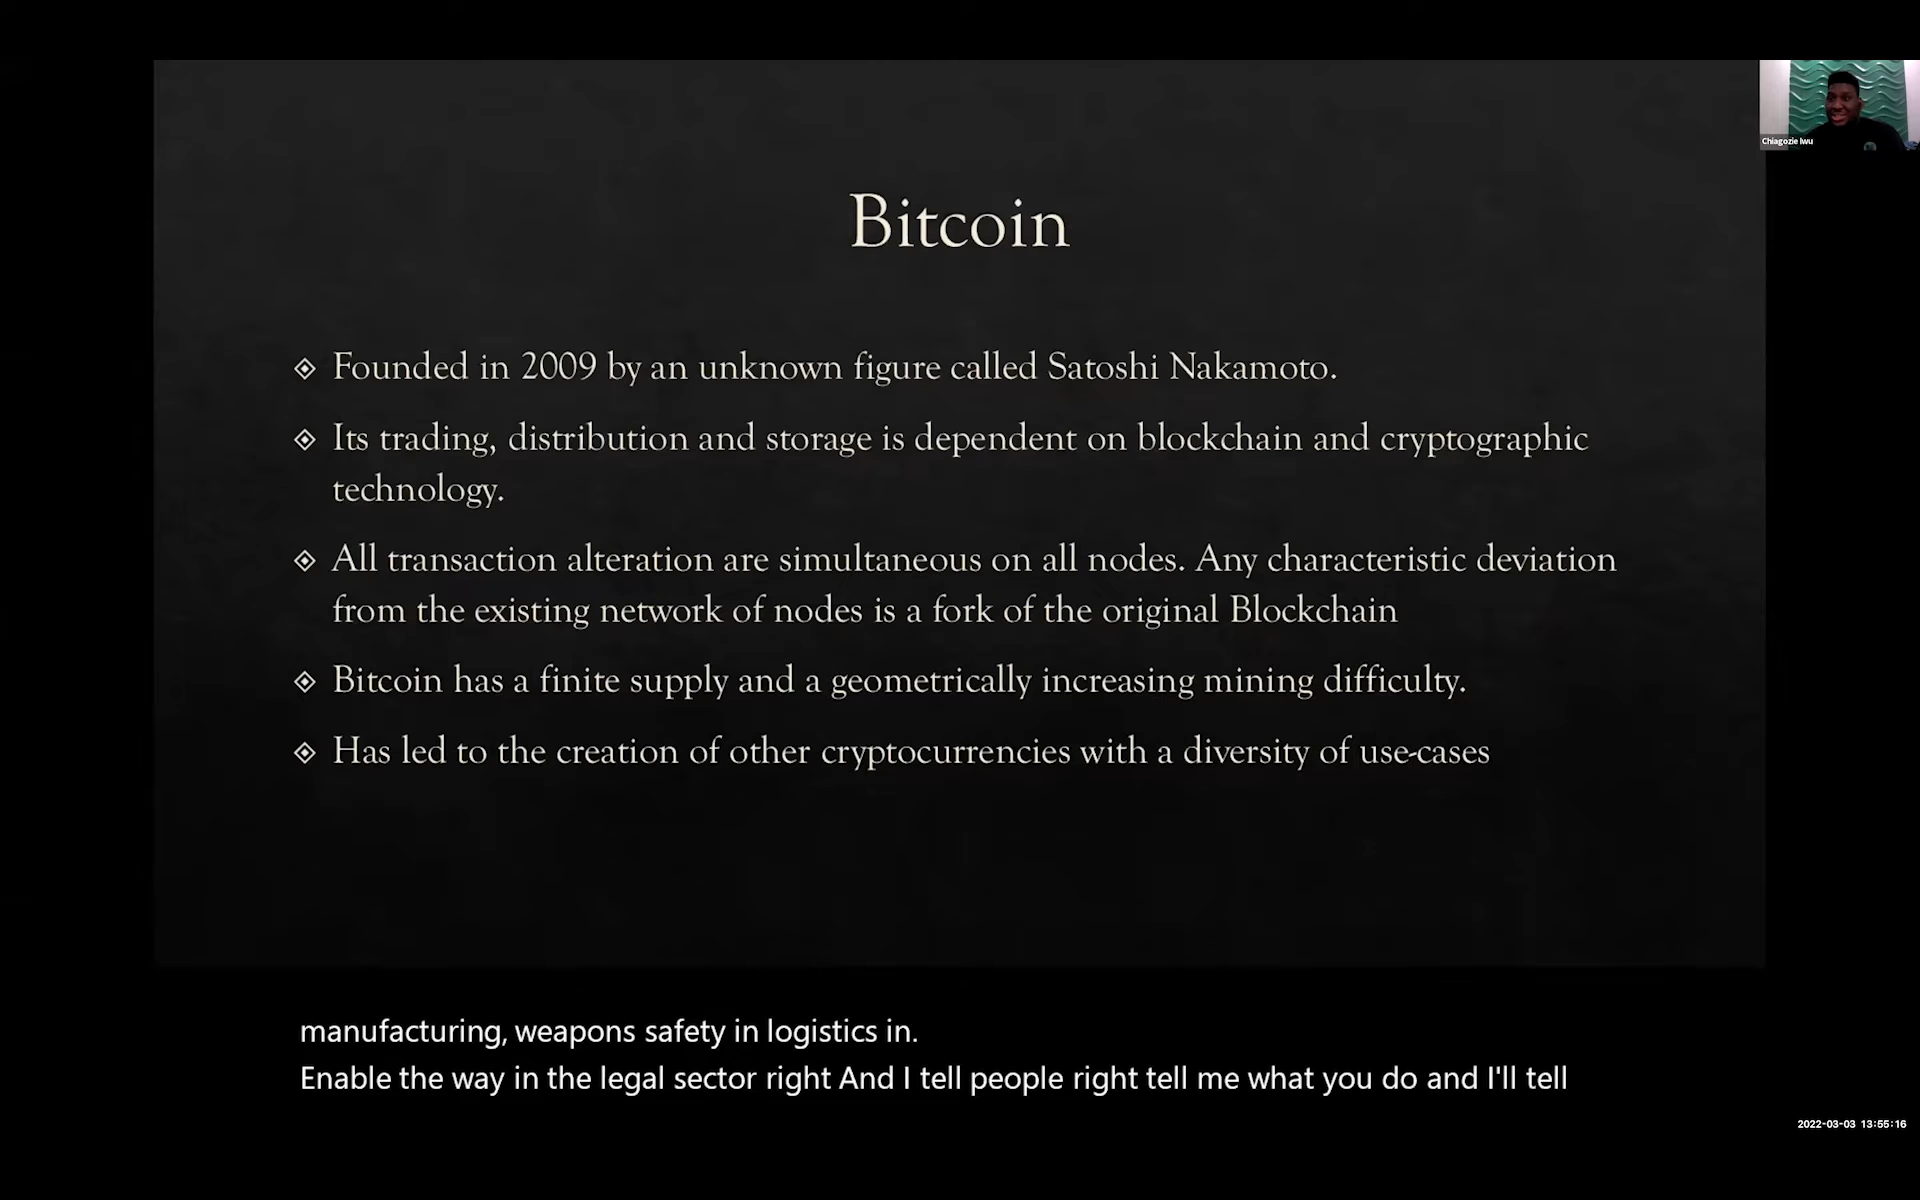 Chiagozie Iwu
Bitcoin
Founded in 2009 by an unknown figure called Satoshi Nakamoto.
Its trading, distribution and storage is dependent on blockchain and cryptographic
technology.
All transaction alteration are simultaneous on all nodes. Any characteristic deviation
from the existing network of nodes is a fork of the original Blockchain
Bitcoin has a finite supply and a geometrically increasing mining difficulty.
Has led to the creation of other cryptocurrencies with a diversity of use-cases
manufacturing, weapons safety in logistics in.
Enable the way in the legal sector right And I tell people right tell me what you do and I'll tell
2022-03-03 13:55:16